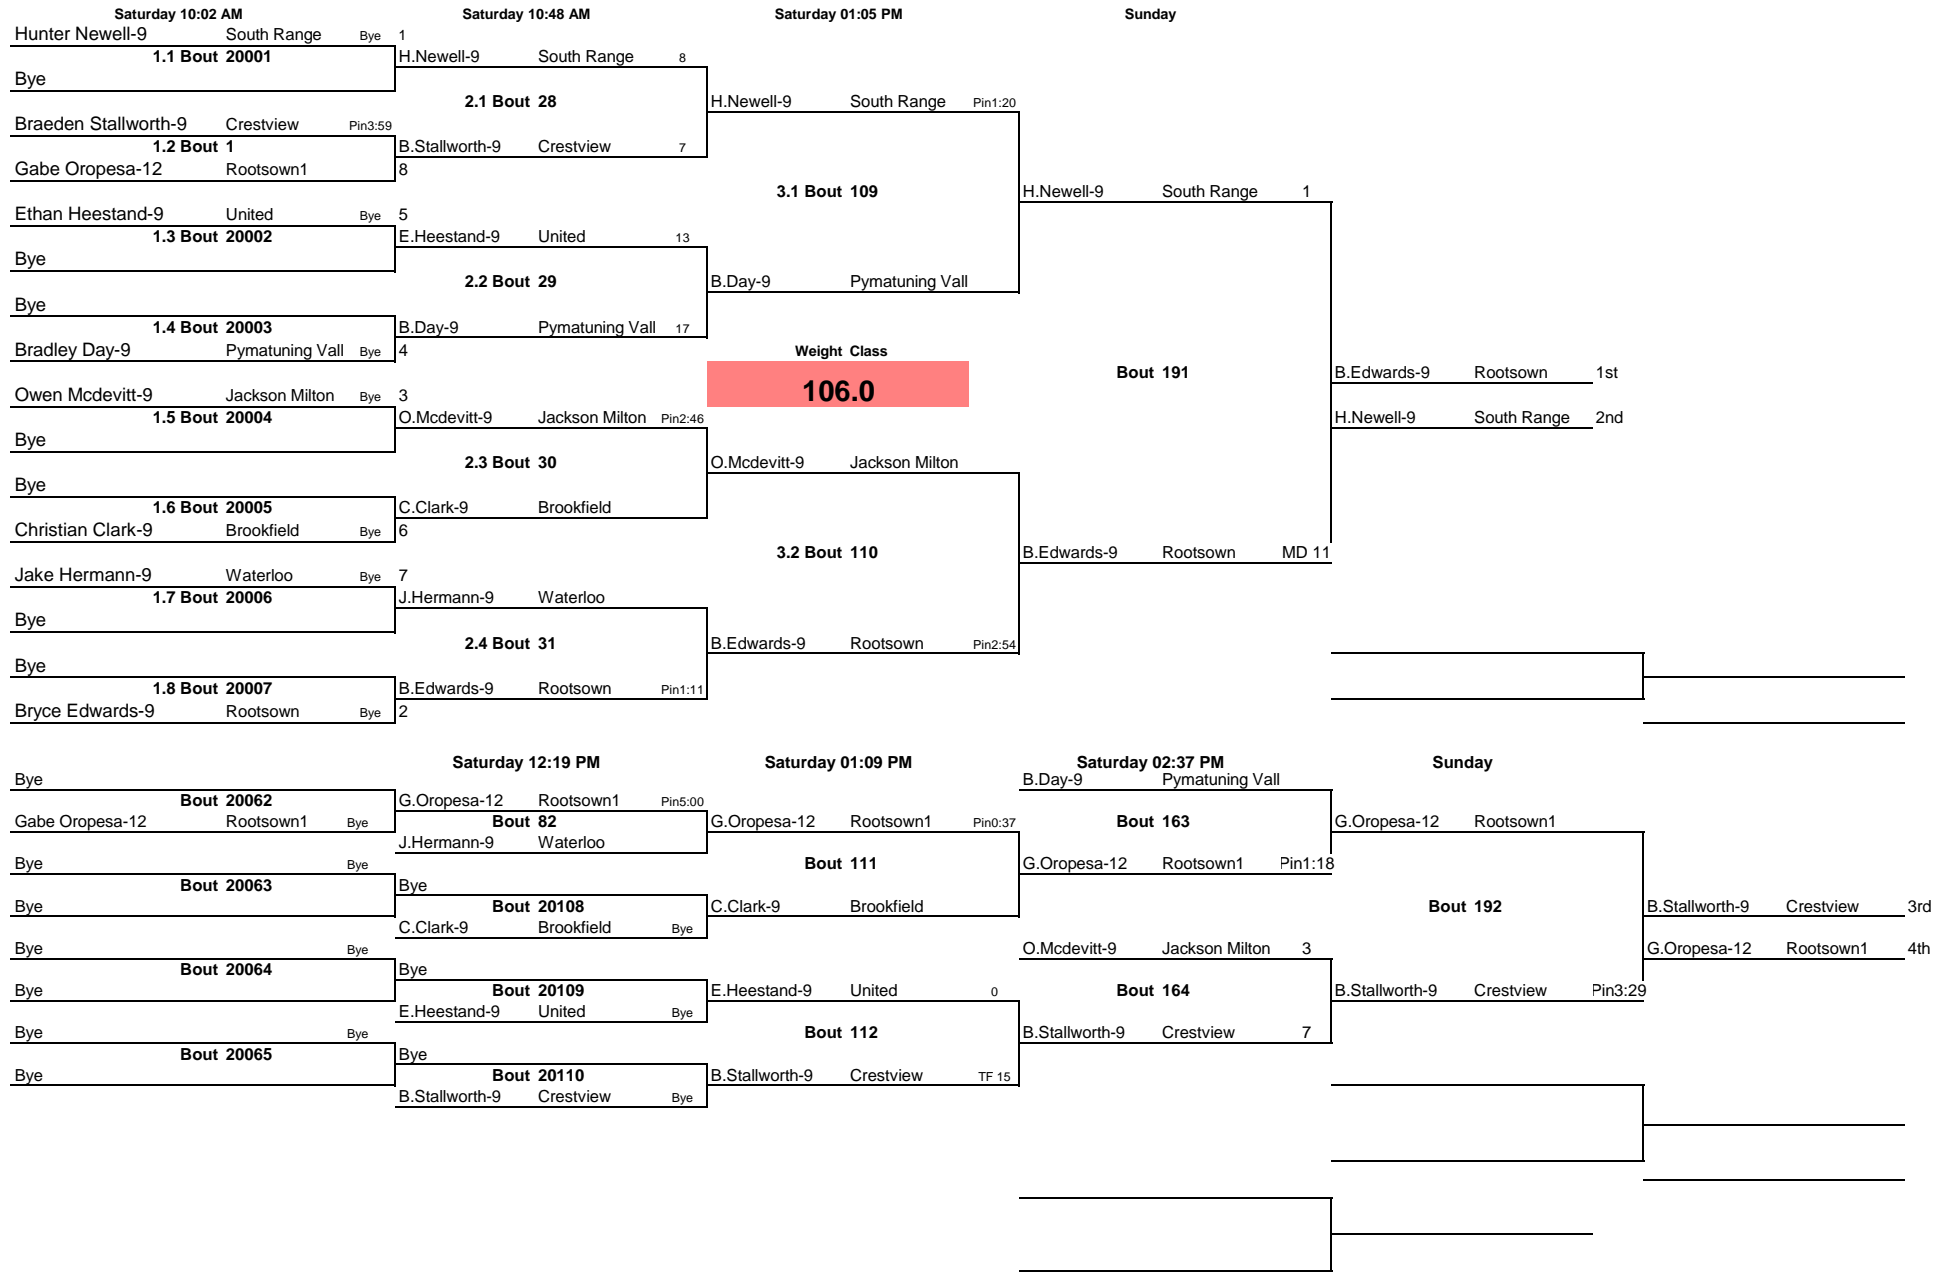 Saturday 10:02 AM Saturday 10:48 AM Saturday 01:05 PM Sunday
Hunter Newell-9 South Range Bye 1
1.1 Bout 20001 H.Newell-9 South Range 8
Bye
2.1 Bout 28 H.Newell-9 South Range Pin1:20
Braeden Stallworth-9 Crestview Pin3:59
1.2 Bout 1 B.Stallworth-9 Crestview 7
Gabe Oropesa-12 Rootsown1 8
3.1 Bout 109 H.Newell-9 South Range 1
Ethan Heestand-9 United Bye 5
1.3 Bout 20002 E.Heestand-9 United 13
Bye
2.2 Bout 29 B.Day-9 Pymatuning Vall
Bye
1.4 Bout 20003 B.Day-9 Pymatuning Vall 17
Bradley Day-9 Pymatuning Vall Bye 4 Weight Class
Bout 191 B.Edwards-9 Rootsown 1st
Owen Mcdevitt-9 Jackson Milton Bye 3 106.0
1.5 Bout 20004 O.Mcdevitt-9 Jackson Milton Pin2:46 H.Newell-9 South Range 2nd
Bye
2.3 Bout 30 O.Mcdevitt-9 Jackson Milton
Bye
1.6 Bout 20005 C.Clark-9 Brookfield
Christian Clark-9 Brookfield Bye 6
3.2 Bout 110 B.Edwards-9 Rootsown MD 11
Jake Hermann-9 Waterloo Bye 7
1.7 Bout 20006 J.Hermann-9 Waterloo
Bye
2.4 Bout 31 B.Edwards-9 Rootsown Pin2:54
Bye
1.8 Bout 20007 B.Edwards-9 Rootsown Pin1:11
Bryce Edwards-9 Rootsown Bye 2
Saturday 12:19 PM Saturday 01:09 PM Saturday 02:37 PM Sunday
Bye B.Day-9 Pymatuning Vall
Bout 20062 G.Oropesa-12 Rootsown1 Pin5:00
Gabe Oropesa-12 Rootsown1 Bye Bout 82 G.Oropesa-12 Rootsown1 Pin0:37 Bout 163 G.Oropesa-12 Rootsown1
J.Hermann-9 Waterloo
Bye Bye Bout 111 G.Oropesa-12 Rootsown1 Pin1:18
Bout 20063 Bye
Bye Bout 20108 C.Clark-9 Brookfield Bout 192 B.Stallworth-9 Crestview 3rd
C.Clark-9 Brookfield Bye
Bye Bye O.Mcdevitt-9 Jackson Milton 3 G.Oropesa-12 Rootsown1 4th
Bout 20064 Bye
Bye Bout 20109 E.Heestand-9 United 0 Bout 164 B.Stallworth-9 Crestview Pin3:29
E.Heestand-9 United Bye
Bye Bye Bout 112 B.Stallworth-9 Crestview 7
Bout 20065 Bye
Bye Bout 20110 B.Stallworth-9 Crestview TF 15
B.Stallworth-9 Crestview Bye